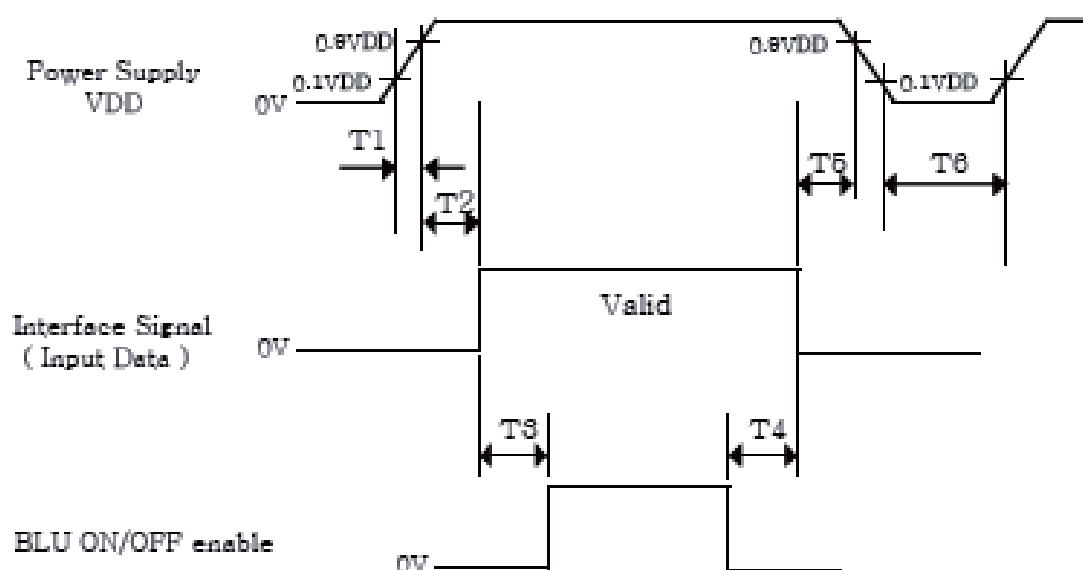 0.9VDD
0.9VDD
Power Supply
VDD
0.1VDD
0.1VDD
0V
T1
T2
T5
T6
Valid
Interface Signal
( Input Data )
0V
T3
T4
BLU ON/OFF enable
0V